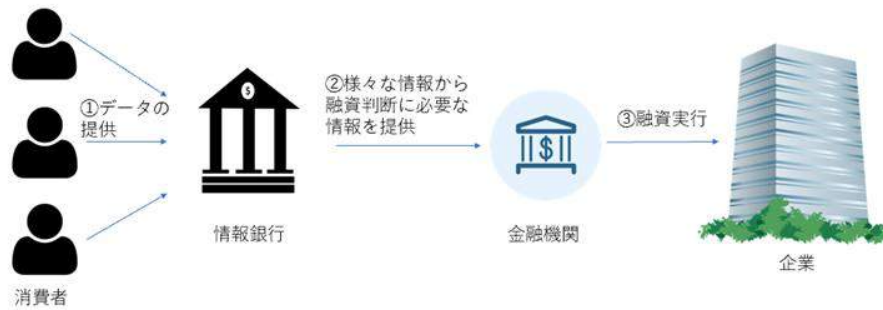 ①データの
提供
②様々な情報から
融資判断に必要な
情報を提供
③融資実行
$
$
情報銀行
金融機関
企業
消費者